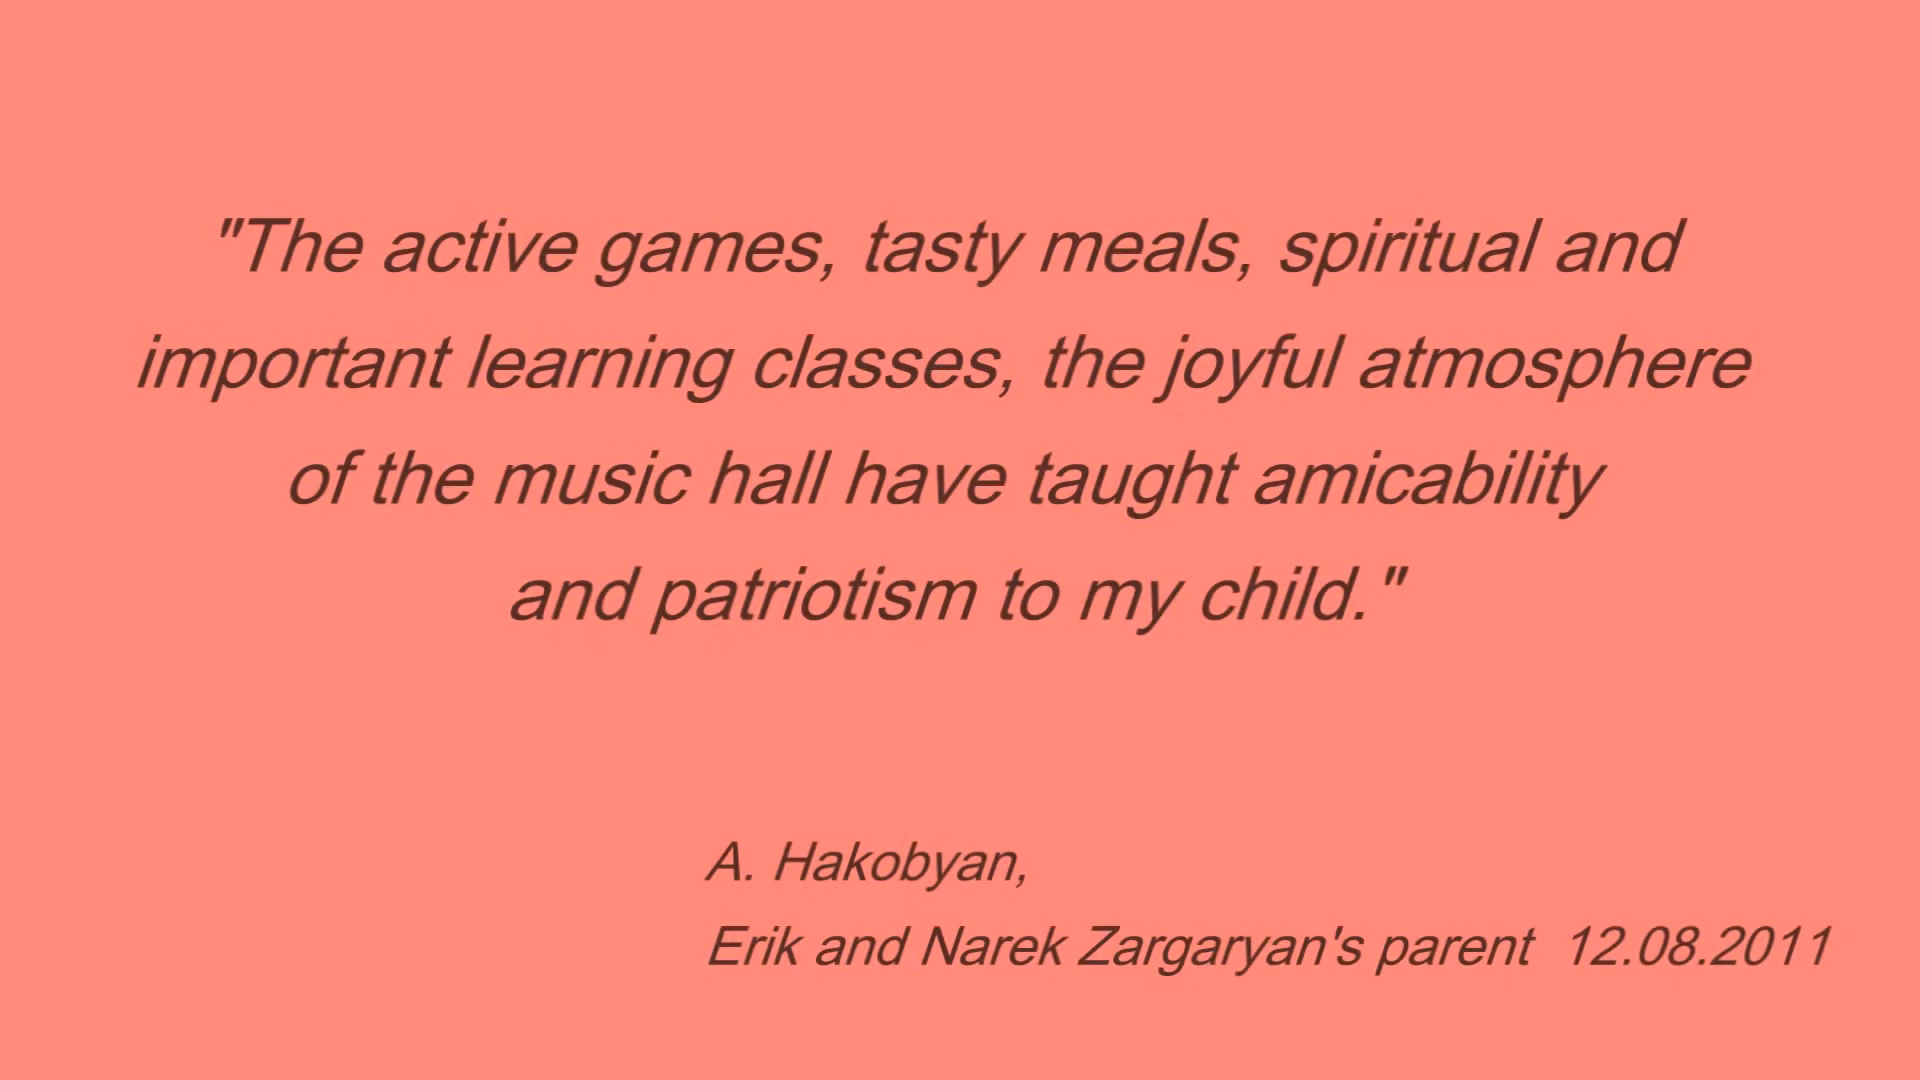 "The active games, tasty meals, spiritual and
important learning classes, the joyful atmosphere
of the music hall have taught amicability
and patriotism to my child."
A. Hakobyan,
Erik and Narek Zargaryan's parent  12.08.2011